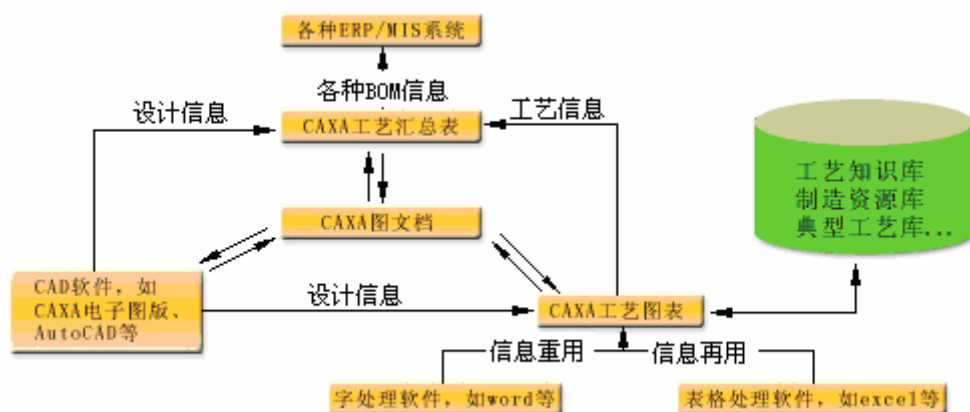 各种ERP/MIS系统
各种BOM信息
设计信息
工艺信息
CAXA工艺汇总表
工艺知识库
制造资源库
典型工艺库...
CAXA图文档
CAD软件，如
CAXA电子图版、
AutoCAD等
设计信息
CAXA工艺图表
信息重用
信息再用
字处理软件，如word等
表格处理软件，如excel等